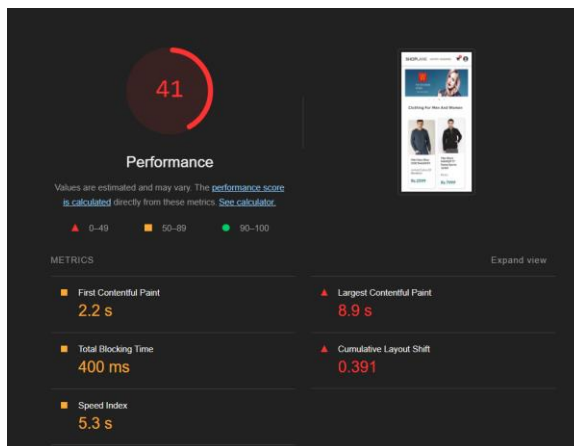 41
Performance
Values are estimated and may vary. The performance score
is calculated directly from these metrics. See calculator.
0–49
50–89
90–100
Clothing For Men And Women
METRICS
Expand view
First Contentful Paint
2.2 s
Largest Contentful Paint
8.9 s
Total Blocking Time
400 ms
Cumulative Layout Shift
0.391
Speed Index
5.3 s